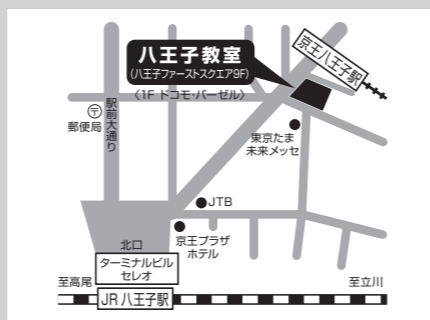 八王子教室
(八王子ファーストスクエア9F)
〈1F ドコモ・バーゼル〉
京王八王子駅
〒
郵便局
駅前大通り
東京たま
未来メッセ
JTB
京王プラザ
ホテル
北口
ターミナルビル
セレオ
至高尾
至立川
JR 八王子駅